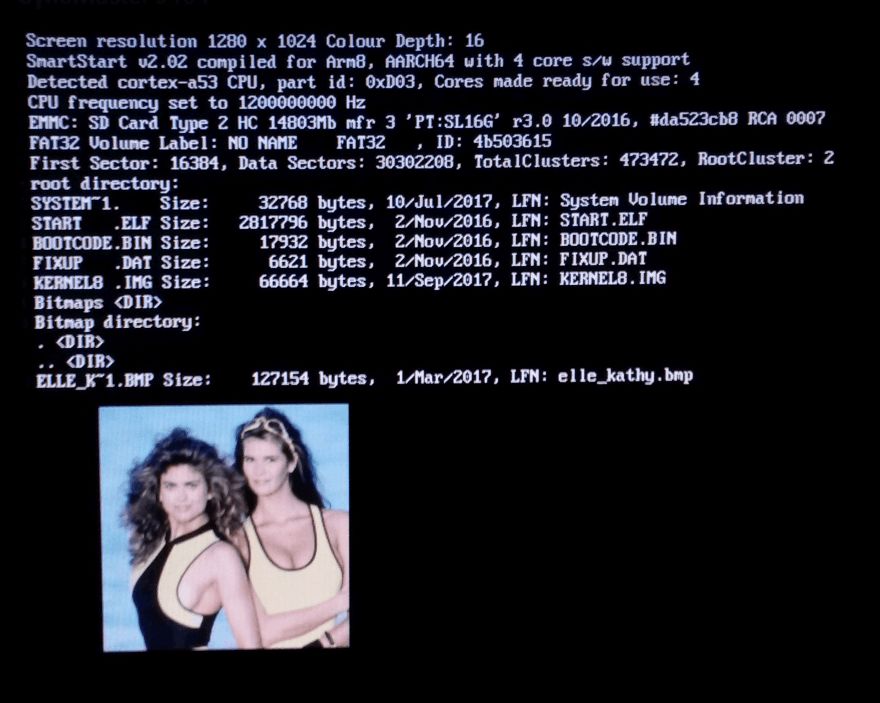 Screen resolution 1280 x 1024 Colour Depth: 16
SmartStart v2.02 compiled for Arm8, AARCH64 with 4 core s/w support
Detected cortex-a53 CPU, part id: 0xD03, Cores made ready for use: 4
CPU frequency set to 1200000000 Hz
EMMC: SD Card Type 2 HC 14803Mb mfr 3 'PT:SL16G' r3.0 10/2016, #da523cb8 RCA 0007
FAT32 Volume Label: NO NAME    FAT32   , ID: 4b503615
First Sector: 16384, Data Sectors: 30302208, TotalClusters: 473472, RootCluster: 2
root directory:
SYSTEM~1.    Size:      32768 bytes, 10/Jul/2017, LFN: System Volume Information
START   .ELF Size:    2817796 bytes,  2/Nov/2016, LFN: START.ELF
BOOTCODE.BIN Size:      17932 bytes,  2/Nov/2016, LFN: BOOTCODE.BIN
FIXUP   .DAT Size:       6621 bytes,  2/Nov/2016, LFN: FIXUP.DAT
KERNEL8 .IMG Size:      66664 bytes, 11/Sep/2017, LFN: KERNEL8.IMG
Bitmaps <DIR>
Bitmap directory:
. <DIR>
.. <DIR>
ELLE_K~1.BMP Size:     127154 bytes,  1/Mar/2017, LFN: elle_kathy.bmp